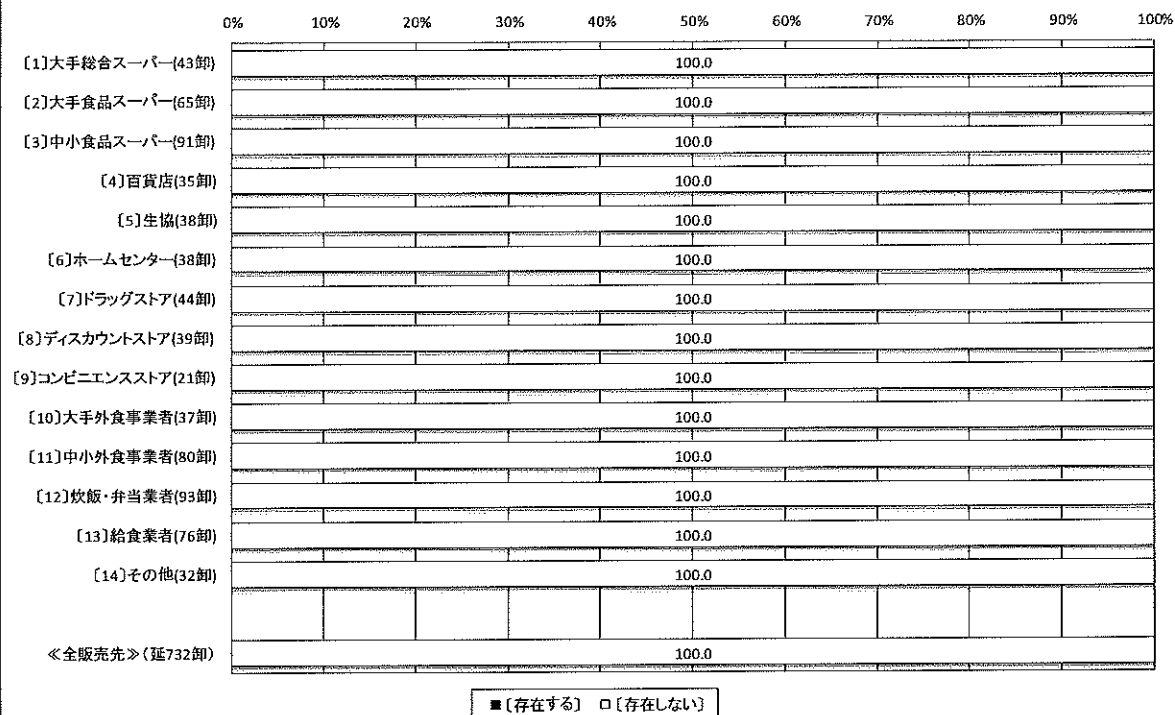 0% 10% 20% 30% 40% 50% 60% 70% 80% 90% 100%
〔1〕大手総合スーパー(43卸) 100.0
〔2〕大手食品スーパー(65卸) 100.0
〔3〕中小食品スーパー(91卸) 100.0
〔4〕百貨店(35卸) 100.0
〔5〕生協(38卸) 100.0
〔6〕ホームセンター(38卸) 100.0
〔7〕ドラッグストア(44卸) 100.0
〔8〕ディスカウントストア(39卸) 100.0
〔9〕コンビニエンスストア(21卸) 100.0
〔10〕大手外食事業者(37卸) 100.0
〔11〕中小外食事業者(80卸) 100.0
〔12〕炊飯・弁当業者(93卸) 100.0
〔13〕給食業者(76卸) 100.0
〔14〕その他(32卸) 100.0
≪全販売先≫(延732卸) 100.0
■〔存在する〕 □〔存在しない〕